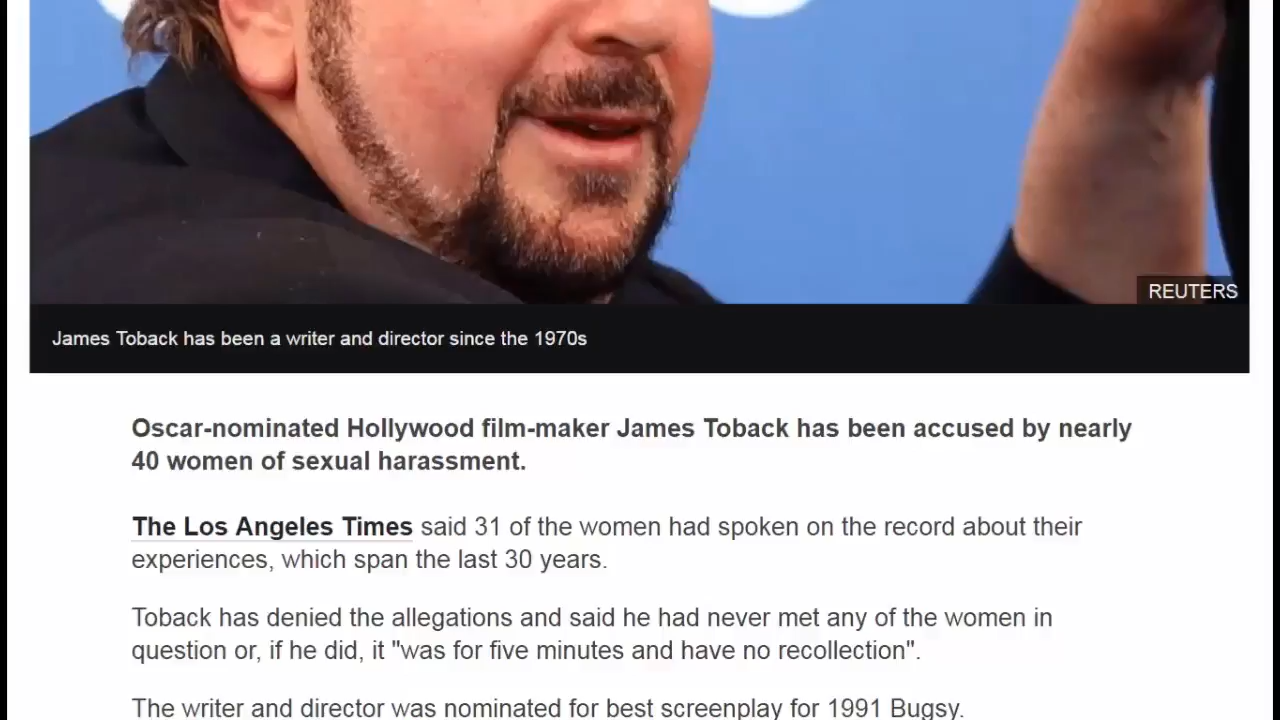 REUTERS
James Toback has been a writer and director since the 1970s
Oscar-nominated Hollywood film-maker James Toback has been accused by nearly
40 women of sexual harassment.
The Los Angeles Times said 31 of the women had spoken on the record about their
experiences, which span the last 30 years.
Toback has denied the allegations and said he had never met any of the women in
question or, if he did, it "was for five minutes and have no recollection".
The writer and director was nominated for best screenplay for 1991 Bugsy.